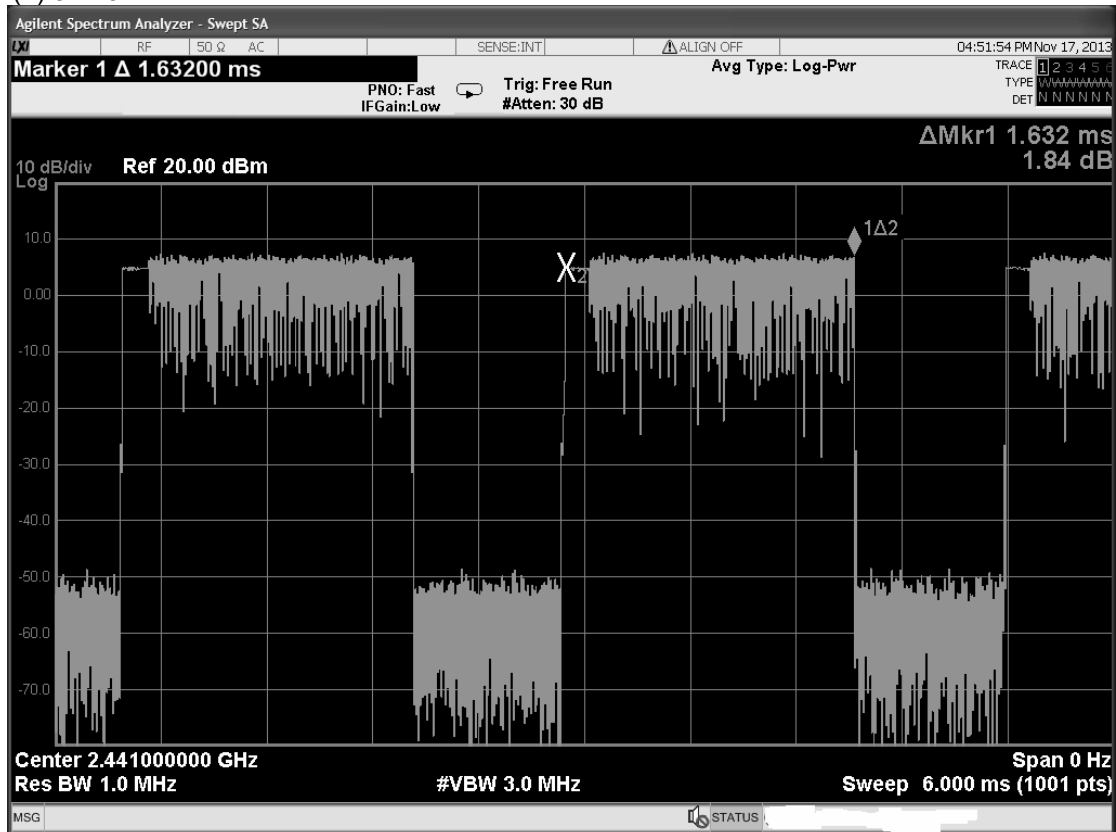 Agilent Spectrum Analyzer - Swept SA
LXI RF 50 Ω AC SENSE:INT ⚠ALIGN OFF 04:51:54 PM Nov 17, 2013
Marker 1 Δ 1.63200 ms
Avg Type: Log-Pwr
TRACE 1 2 3 4 5 6
PNO: Fast Trig: Free Run
TYPE WWWWWW
IFGain:Low #Atten: 30 dB
DET N N N N N N
ΔMkr1 1.632 ms
1.84 dB
10 dB/div Ref 20.00 dBm
Log
1Δ2
10.0
X2
0.00
-10.0
-20.0
-30.0
-40.0
-50.0
-60.0
-70.0
Center 2.441000000 GHz Span 0 Hz
Res BW 1.0 MHz #VBW 3.0 MHz Sweep 6.000 ms (1001 pts)
MSG STATUS